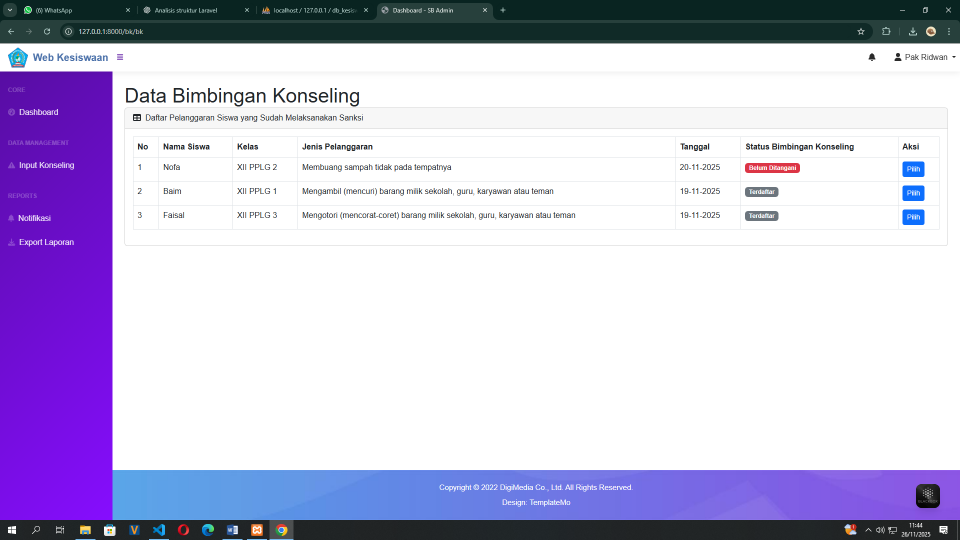 (6) WhatsApp
Analisis struktur Laravel
localhost / 127.0.0.1 / db_kesis
Dashboard - SB Admin
127.0.0.1:8000/bk/bk
Web Kesiswaan
Pak Ridwan
CORE
Dashboard
DATA MANAGEMENT
Input Konseling
REPORTS
Notifikasi
Export Laporan
Data Bimbingan Konseling
Daftar Pelanggaran Siswa yang Sudah Melaksanakan Sanksi
No Nama Siswa Kelas Jenis Pelanggaran Tanggal Status Bimbingan Konseling Aksi
1 Nofa XII PPLG 2 Membuang sampah tidak pada tempatnya 20-11-2025 Belum Ditangani Pilih
2 Baim XII PPLG 1 Mengambil (mencuri) barang milik sekolah, guru, karyawan atau teman 19-11-2025 Terdaftar Pilih
3 Faisal XII PPLG 3 Mengotori (mencorat-coret) barang milik sekolah, guru, karyawan atau teman 19-11-2025 Terdaftar Pilih
Copyright © 2022 DigiMedia Co., Ltd. All Rights Reserved.
Design: TemplateMo
11:44
26/11/2025